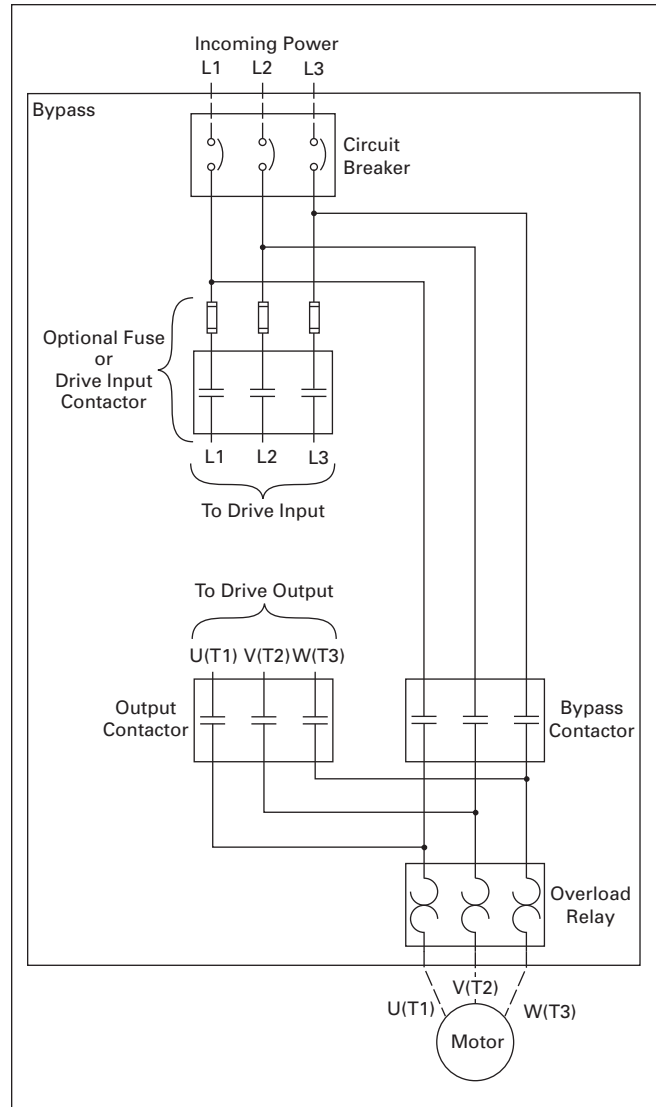 Incoming Power
L1 L2 L3
Bypass
Circuit
Breaker
Optional Fuse
or
Drive Input
Contactor
L1 L2 L3
To Drive Input
To Drive Output
U(T1) V(T2) W(T3)
Output
Contactor
Bypass
Contactor
Overload
Relay
V(T2)
U(T1) W(T3)
Motor